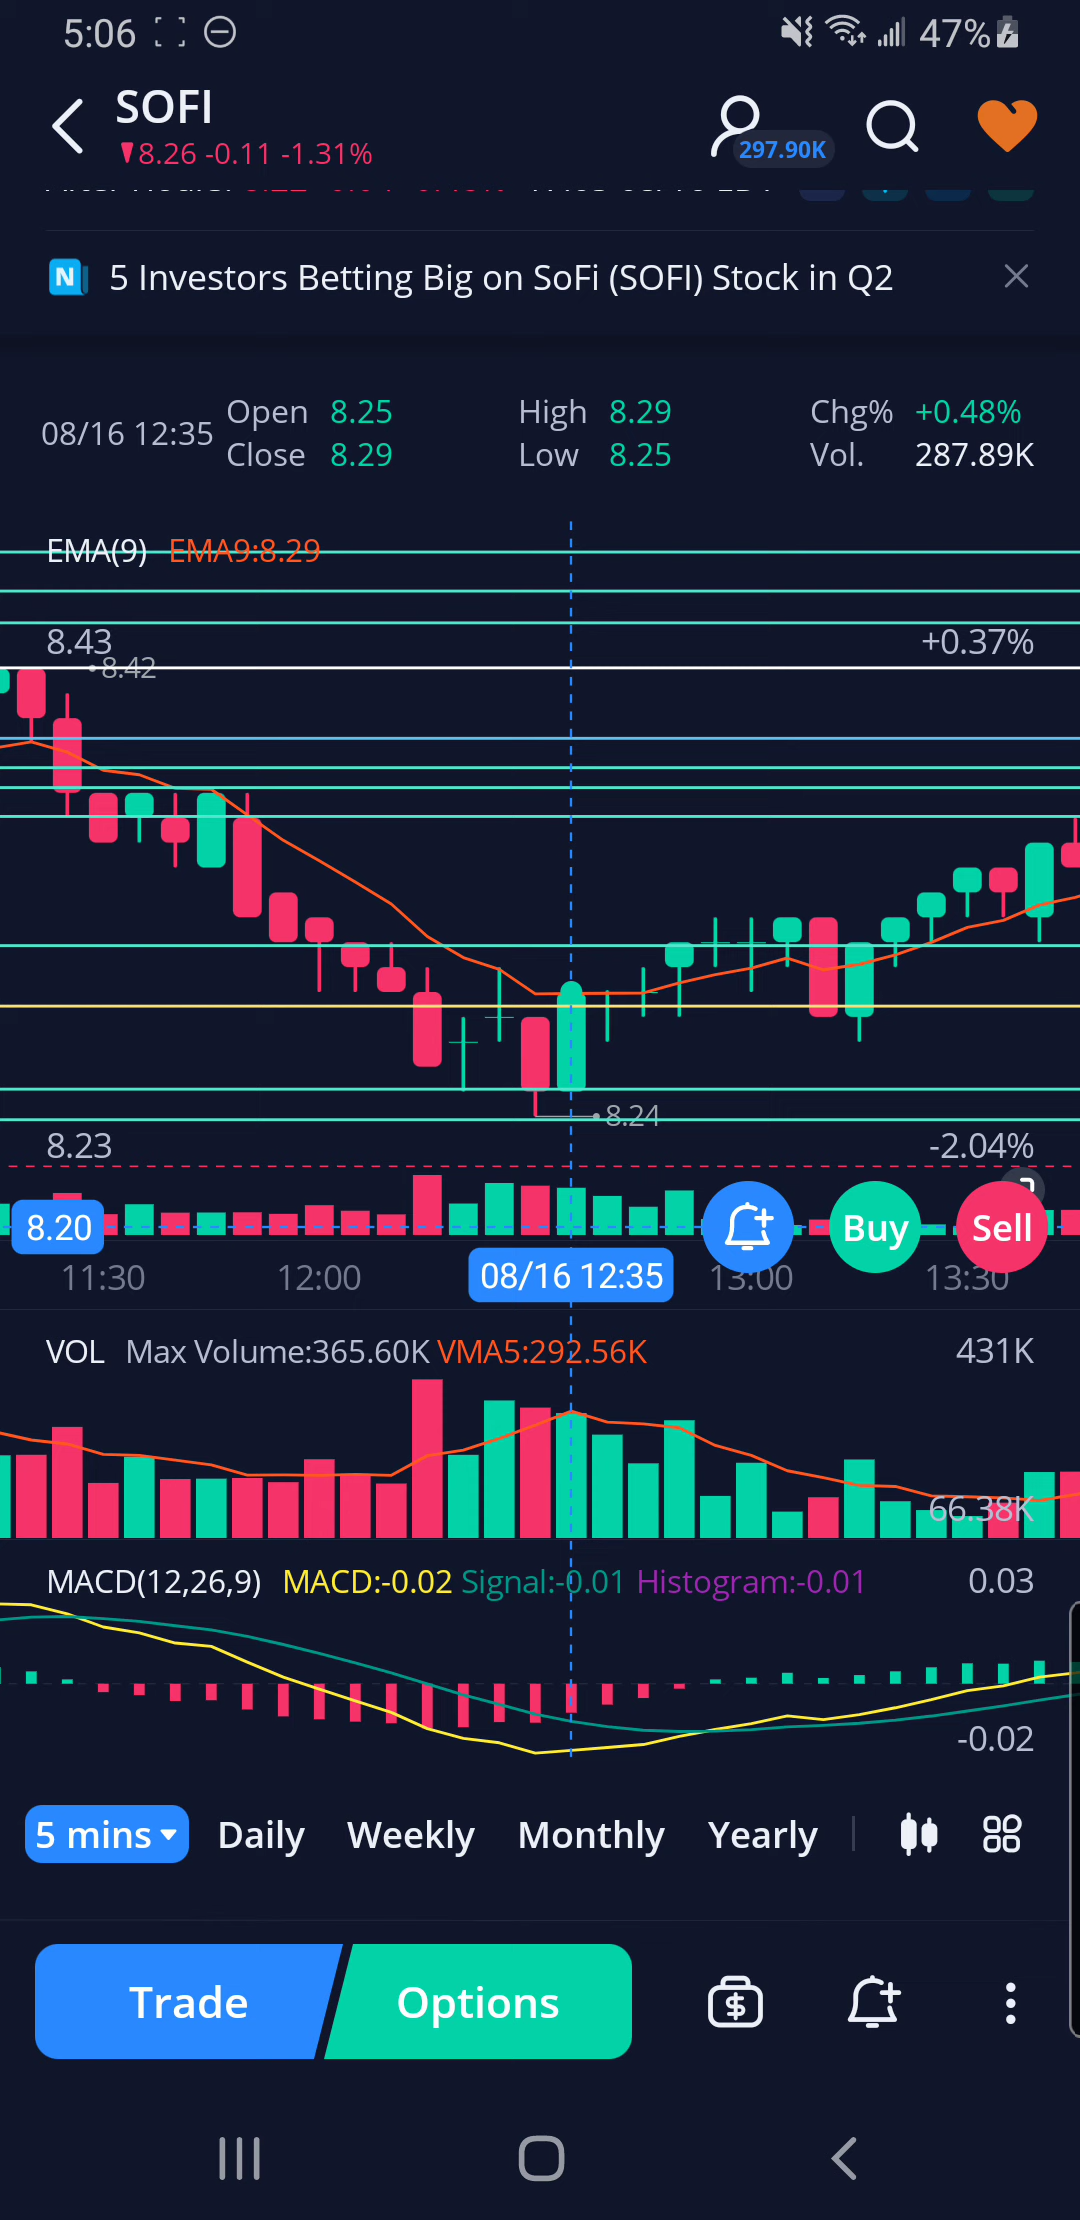 5:06 47%
SOFI
8.26 -0.11 -1.31%
297.90K
N 5 Investors Betting Big on SoFi (SOFI) Stock in Q2
08/16 12:35 Open 8.25 High 8.29 Chg% +0.48%
Close 8.29 Low 8.25 Vol. 287.89K
EMA(9) EMA9:8.29
8.43 +0.37%
8.42
8.24
8.23 -2.04%
8.20 Buy Sell
11:30 12:00 08/16 12:35 13:00 13:30
VOL Max Volume:365.60K VMA5:292.56K 431K
66.38K
MACD(12,26,9) MACD:-0.02 Signal:-0.01 Histogram:-0.01 0.03
-0.02
5 mins Daily Weekly Monthly Yearly
Trade Options